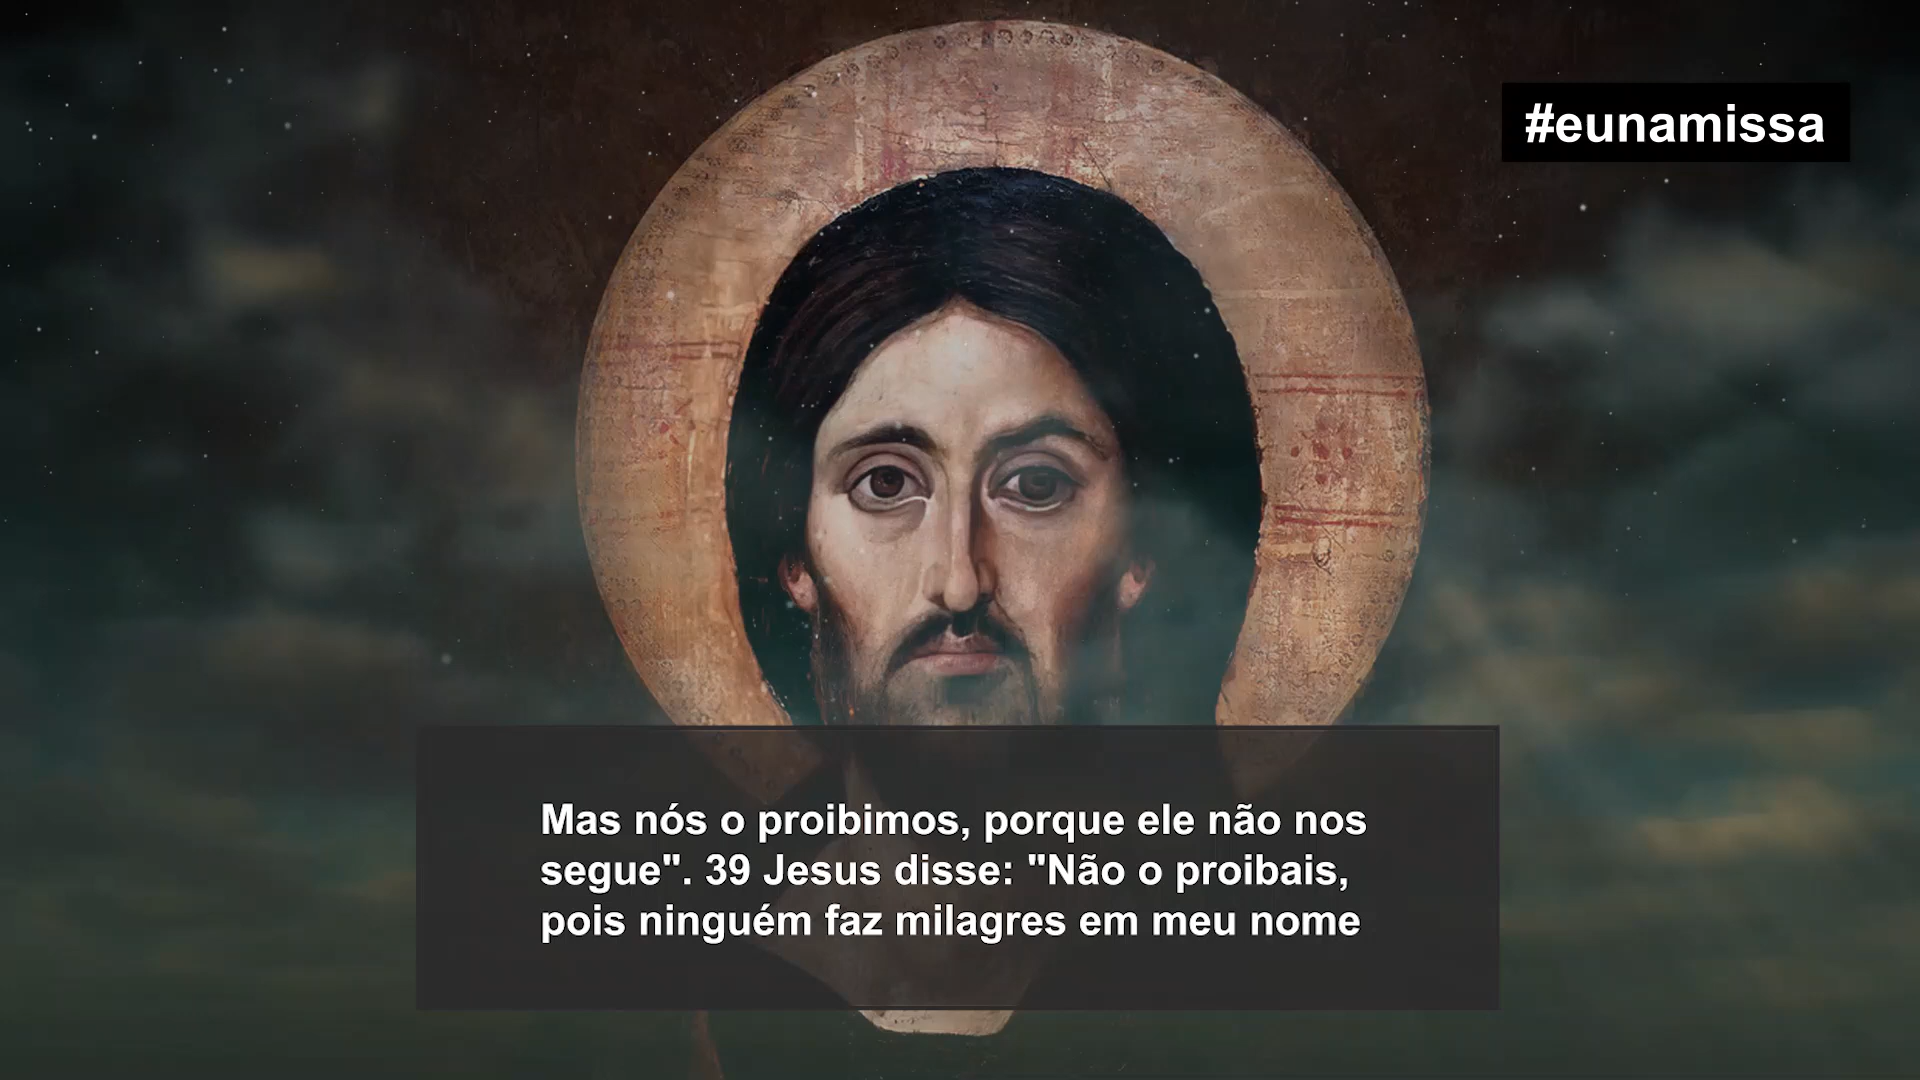 #eunamissa
Mas nós o proibimos, porque ele não nos
segue". 39 Jesus disse: "Não o proibais,
pois ninguém faz milagres em meu nome